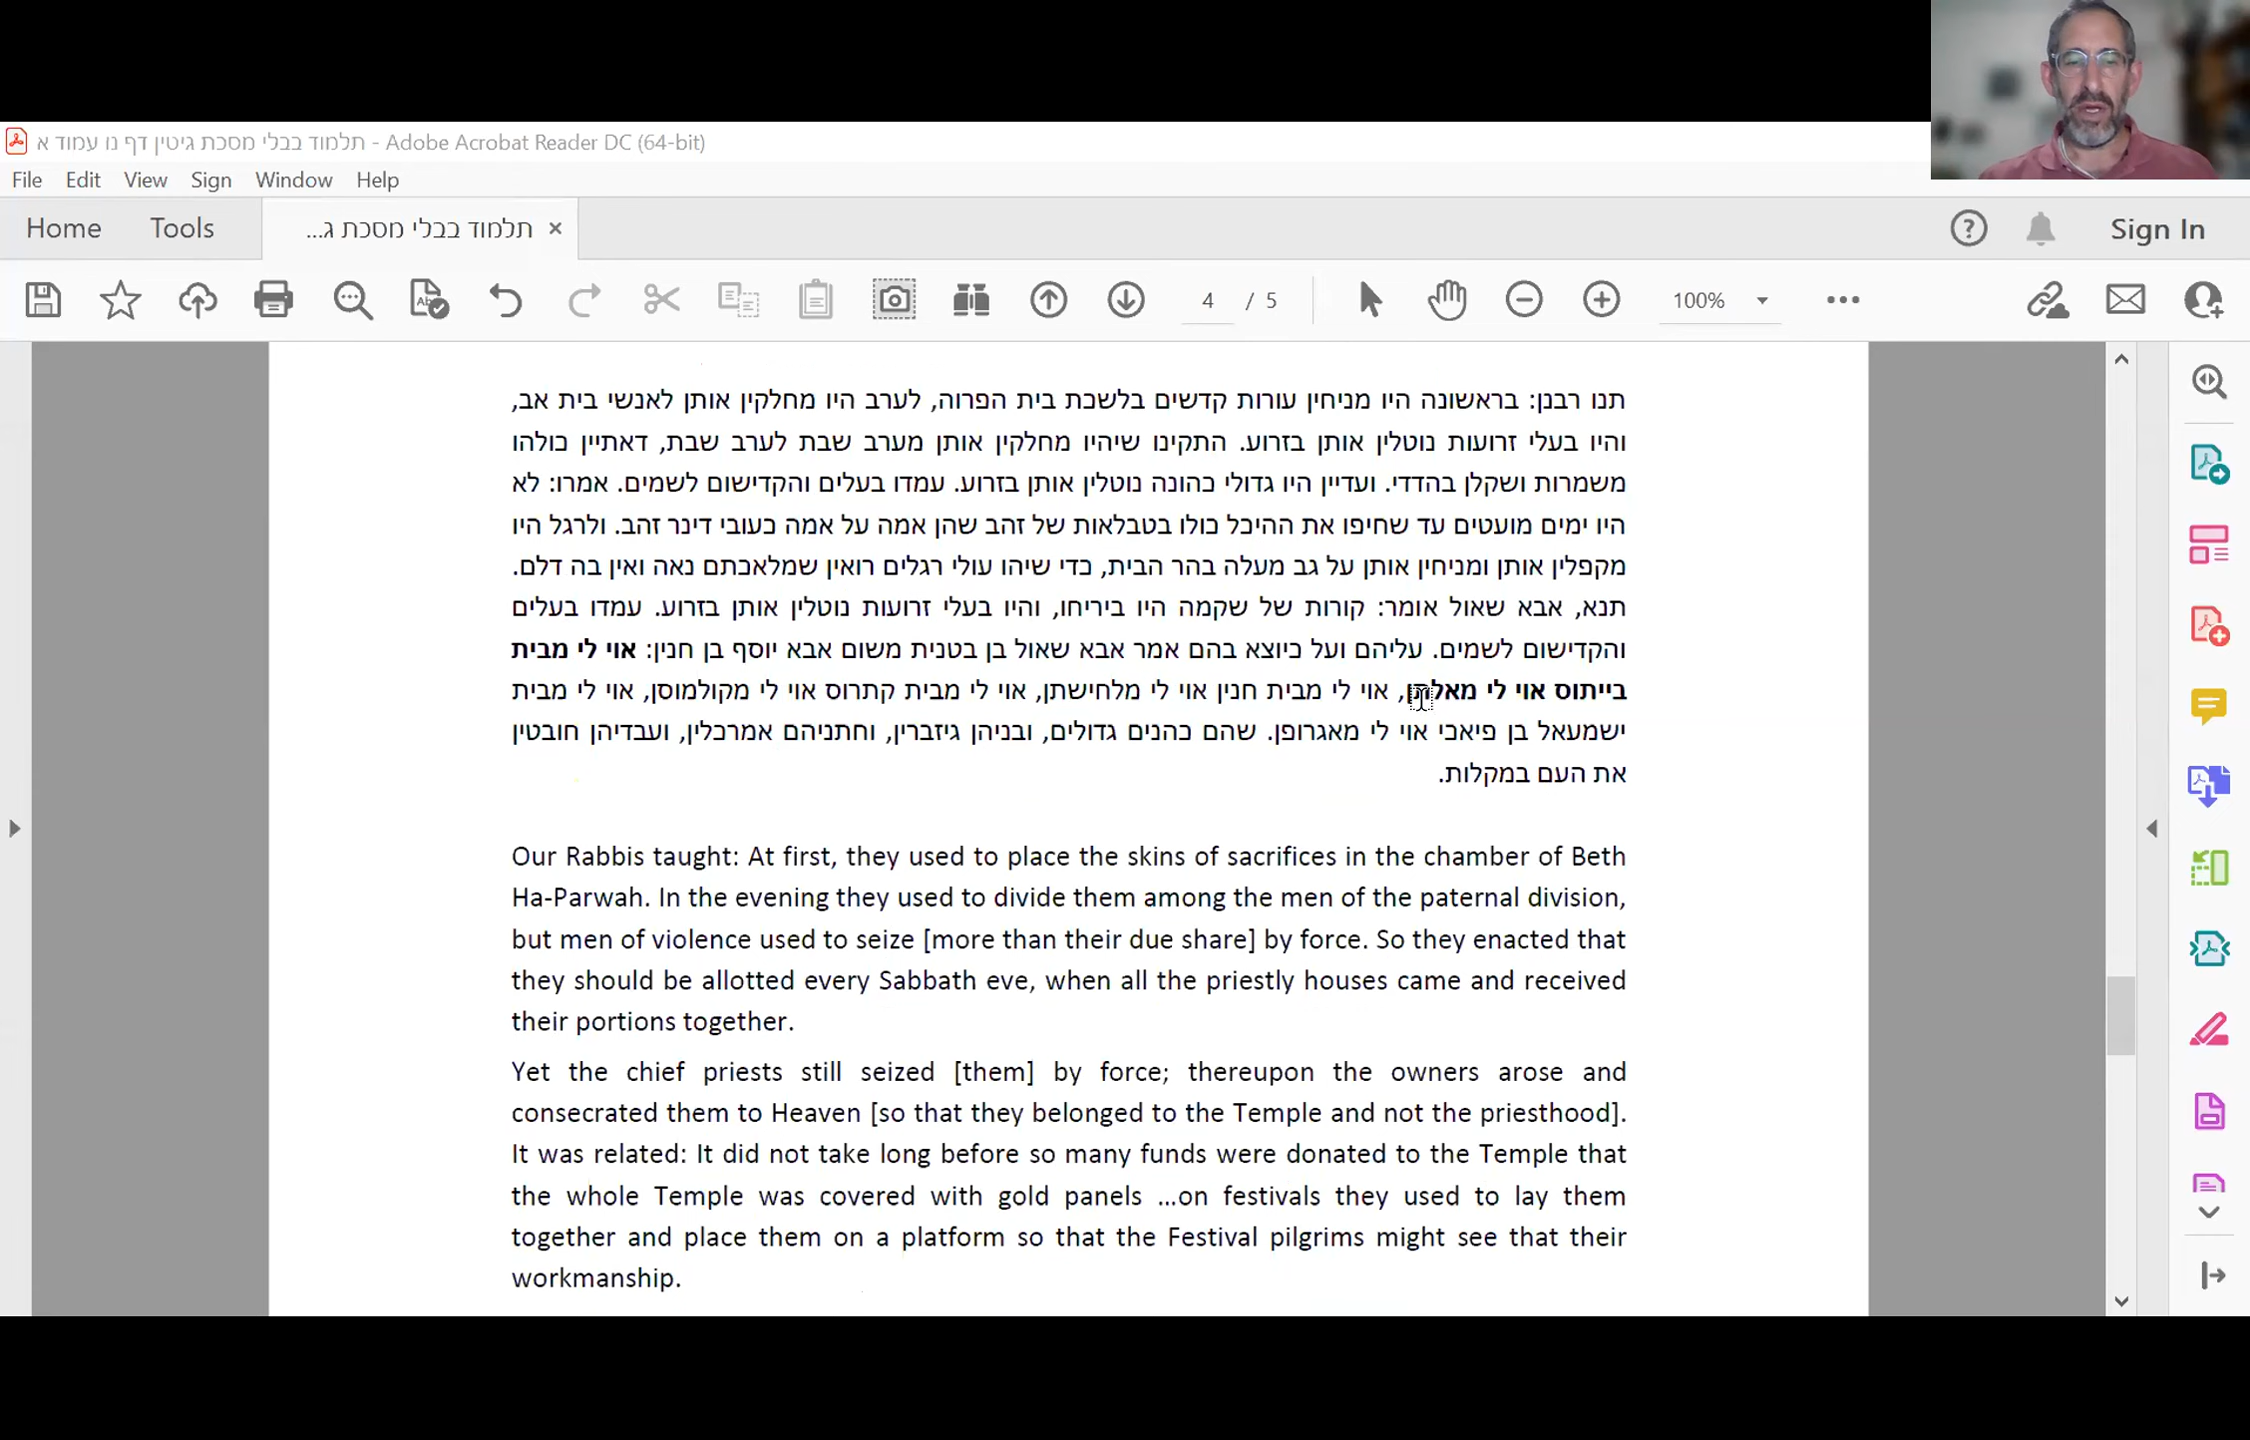 תלמוד בבלי מסכת גיטין דף נו עמוד א - Adobe Acrobat Reader DC (64-bit)
File Edit View Sign Window Help
Home Tools תלמוד בבלי מסכת ג... × Sign In
4 / 5 100%
תנו רבנן: בראשונה היו מניחין עורות קדשים בלשכת בית הפרוה, לערב היו מחלקין אותן לאנשי בית אב,
והיו בעלי זרועות נוטלין אותן בזרוע. התקינו שיהיו מחלקין אותן מערב שבת לערב שבת, דאתיין כולהו
משמרות ושקלן בהדדי. ועדיין היו גדולי כהונה נוטלין אותן בזרוע. עמדו בעלים והקדישום לשמים. אמרו: לא
היו ימים מועטים עד שחיפו את ההיכל כולו בטבלאות של זהב שהן אמה על אמה כעובי דינר זהב. ולרגל היו
מקפלין אותן ומניחין אותן על גב מעלה בהר הבית, כדי שיהו עולי רגלים רואין שמלאכתם נאה ואין בה דלם.
תנא, אבא שאול אומר: קורות של שקמה היו ביריחו, והיו בעלי זרועות נוטלין אותן בזרוע. עמדו בעלים
והקדישום לשמים. עליהם ועל כיוצא בהם אמר אבא שאול בן בטנית משום אבא יוסף בן חנין: אוי לי מבית
בייתוס אוי לי מאלתן, אוי לי מבית חנין אוי לי מלחישתן, אוי לי מבית קתרוס אוי לי מקולמוסן, אוי לי מבית
ישמעאל בן פיאכי אוי לי מאגרופן. שהם כהנים גדולים, ובניהן גיזברין, וחתניהם אמרכלין, ועבדיהן חובטין
את העם במקלות.
Our Rabbis taught: At first, they used to place the skins of sacrifices in the chamber of Beth
Ha-Parwah. In the evening they used to divide them among the men of the paternal division,
but men of violence used to seize [more than their due share] by force. So they enacted that
they should be allotted every Sabbath eve, when all the priestly houses came and received
their portions together.
Yet the chief priests still seized [them] by force; thereupon the owners arose and
consecrated them to Heaven [so that they belonged to the Temple and not the priesthood].
It was related: It did not take long before so many funds were donated to the Temple that
the whole Temple was covered with gold panels ...on festivals they used to lay them
together and place them on a platform so that the Festival pilgrims might see that their
workmanship.